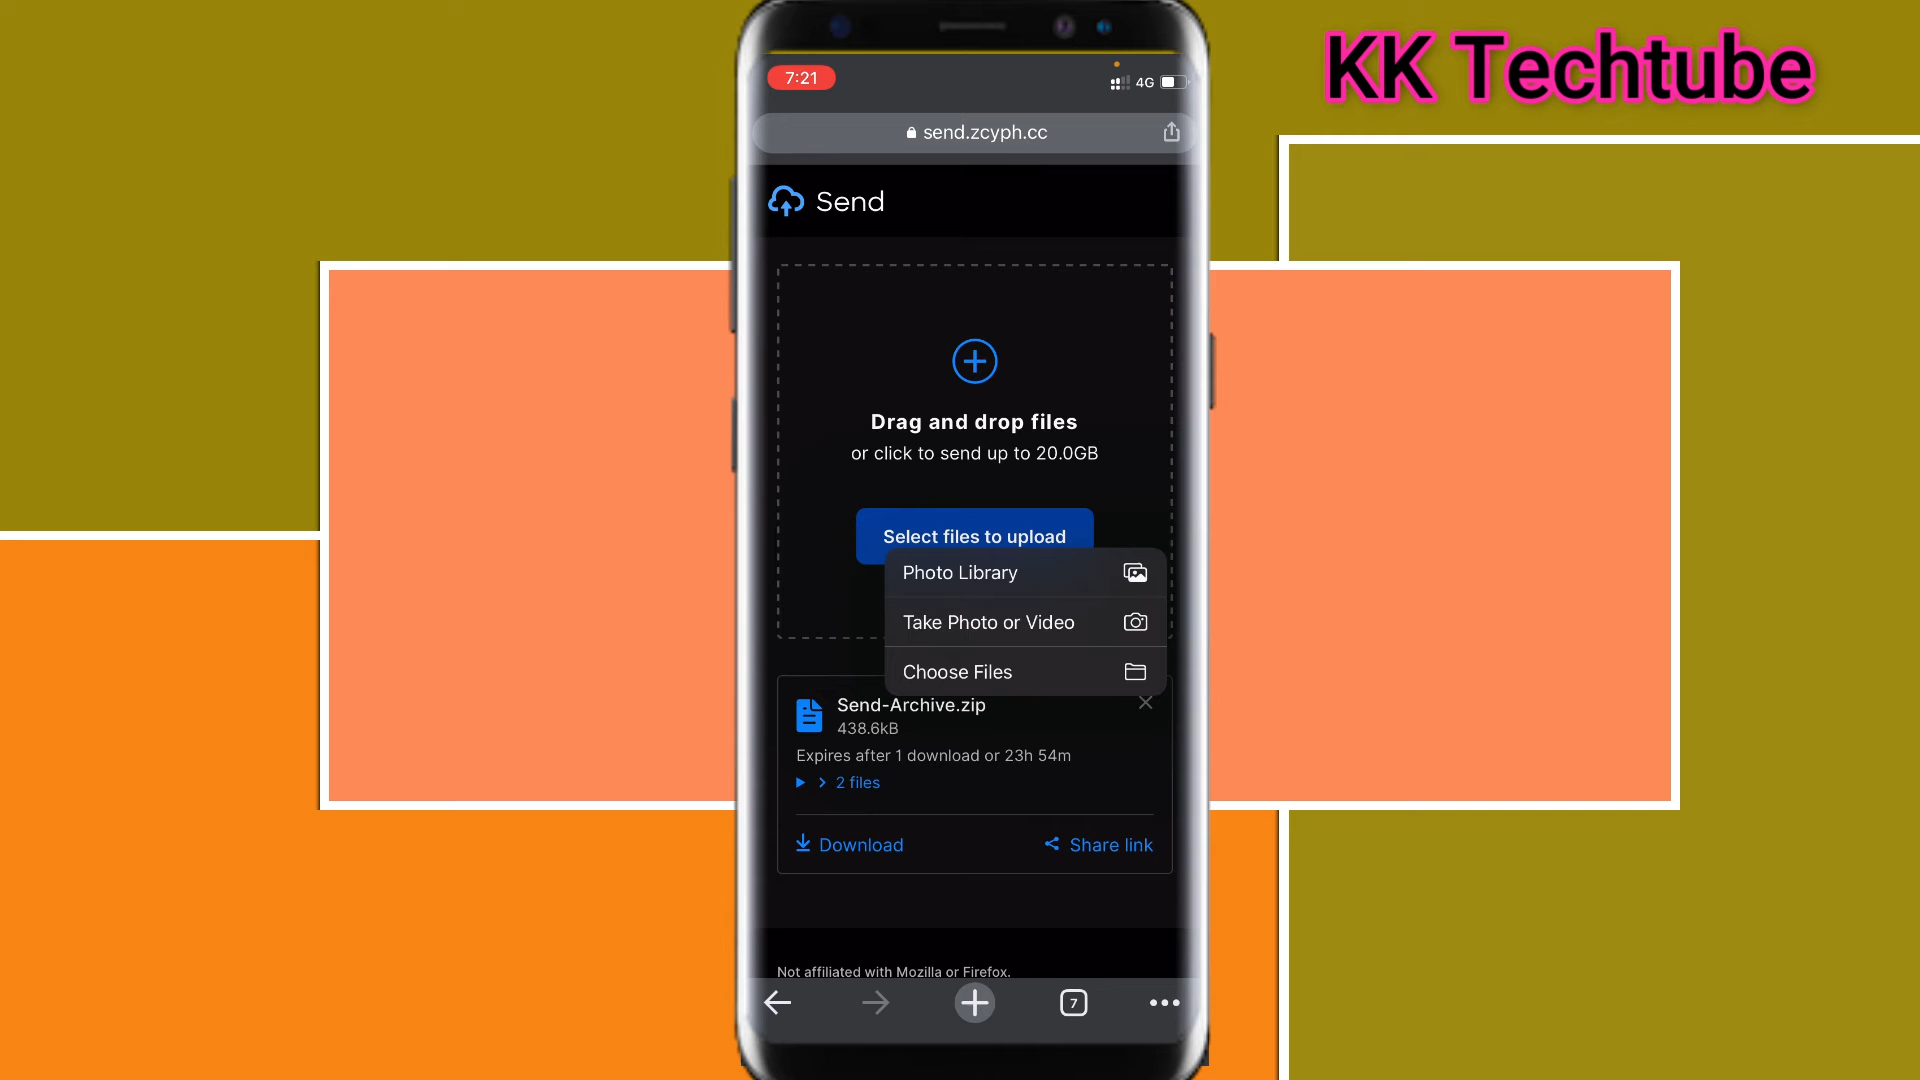 KK Techtube
7:21
4G
send.zcyph.cc
Send
Drag and drop files
or click to send up to 20.0GB
Select files to upload
Photo Library
Take Photo or Video
Choose Files
Send-Archive.zip
438.6kB
Expires after 1 download or 23h 54m
2 files
Download
Share link
Not affiliated with Mozilla or Firefox.
7